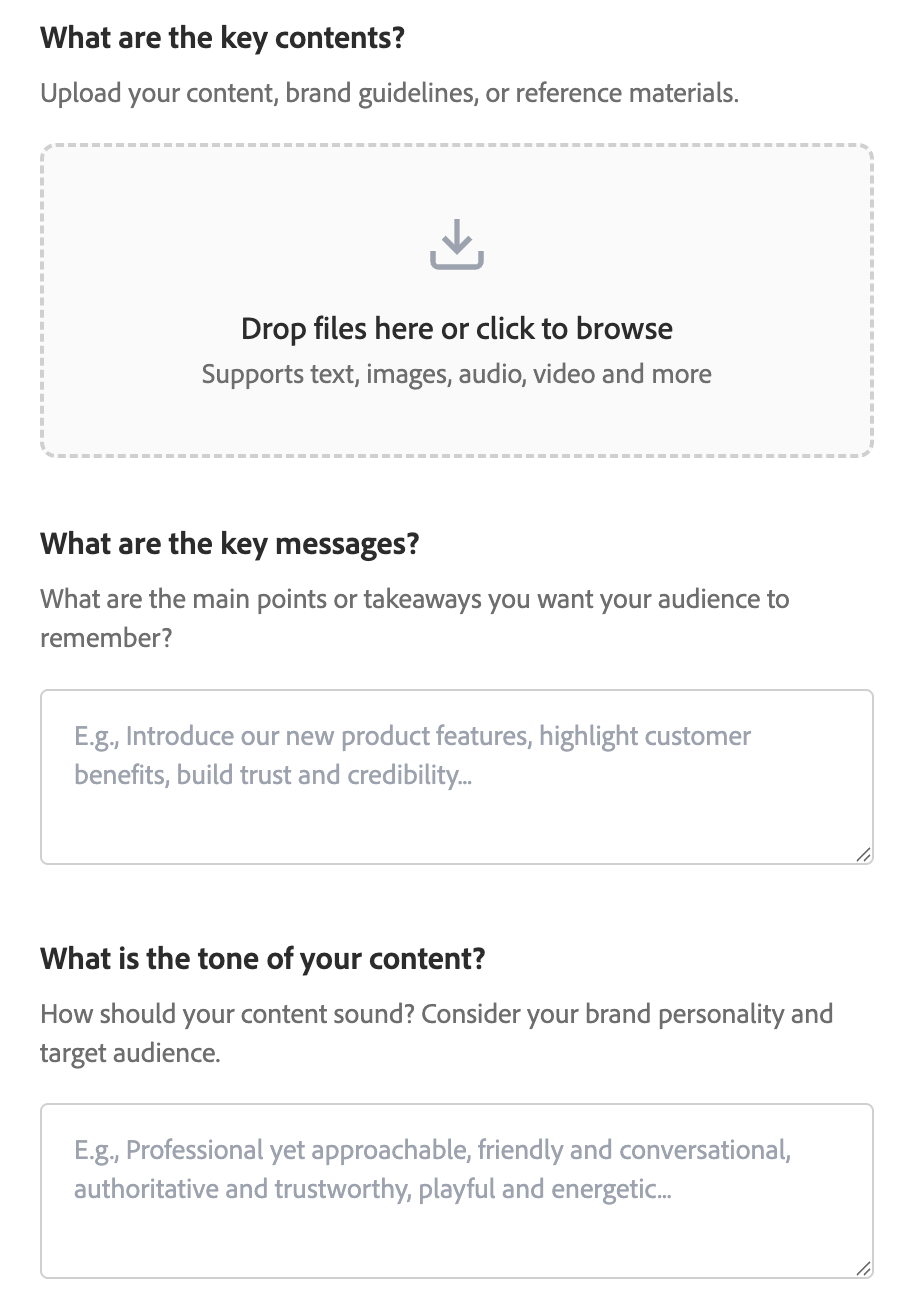 What are the key contents?
Upload your content, brand guidelines, or reference materials.
Drop files here or click to browse
Supports text, images, audio, video and more
What are the key messages?
What are the main points or takeaways you want your audience to
remember?
E.g., Introduce our new product features, highlight customer
benefits, build trust and credibility...
What is the tone of your content?
How should your content sound? Consider your brand personality and
target audience.
E.g., Professional yet approachable, friendly and conversational,
authoritative and trustworthy, playful and energetic...